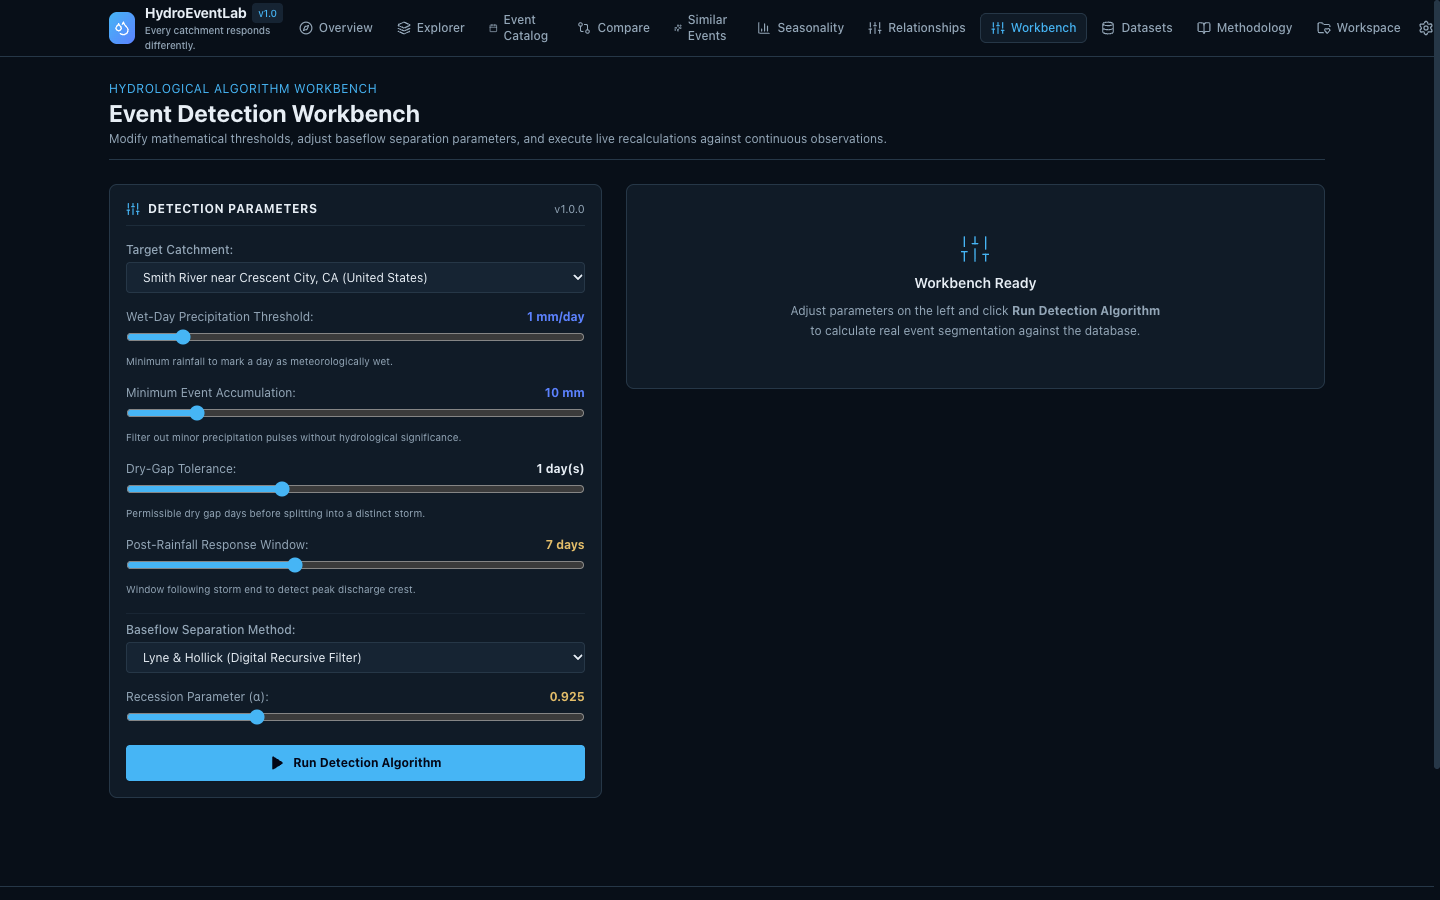 HydroEventLab v1.0
Every catchment responds
differently.
Overview
Explorer
Event
Catalog
Compare
Similar
Events
Seasonality
Relationships
Workbench
Datasets
Methodology
Workspace
HYDROLOGICAL ALGORITHM WORKBENCH
Event Detection Workbench
Modify mathematical thresholds, adjust baseflow separation parameters, and execute live recalculations against continuous observations.
DETECTION PARAMETERS v1.0.0
Target Catchment:
Smith River near Crescent City, CA (United States)
Wet-Day Precipitation Threshold: 1 mm/day
Minimum rainfall to mark a day as meteorologically wet.
Minimum Event Accumulation: 10 mm
Filter out minor precipitation pulses without hydrological significance.
Dry-Gap Tolerance: 1 day(s)
Permissible dry gap days before splitting into a distinct storm.
Post-Rainfall Response Window: 7 days
Window following storm end to detect peak discharge crest.
Baseflow Separation Method:
Lyne & Hollick (Digital Recursive Filter)
Recession Parameter (α): 0.925
Run Detection Algorithm
Workbench Ready
Adjust parameters on the left and click Run Detection Algorithm
to calculate real event segmentation against the database.